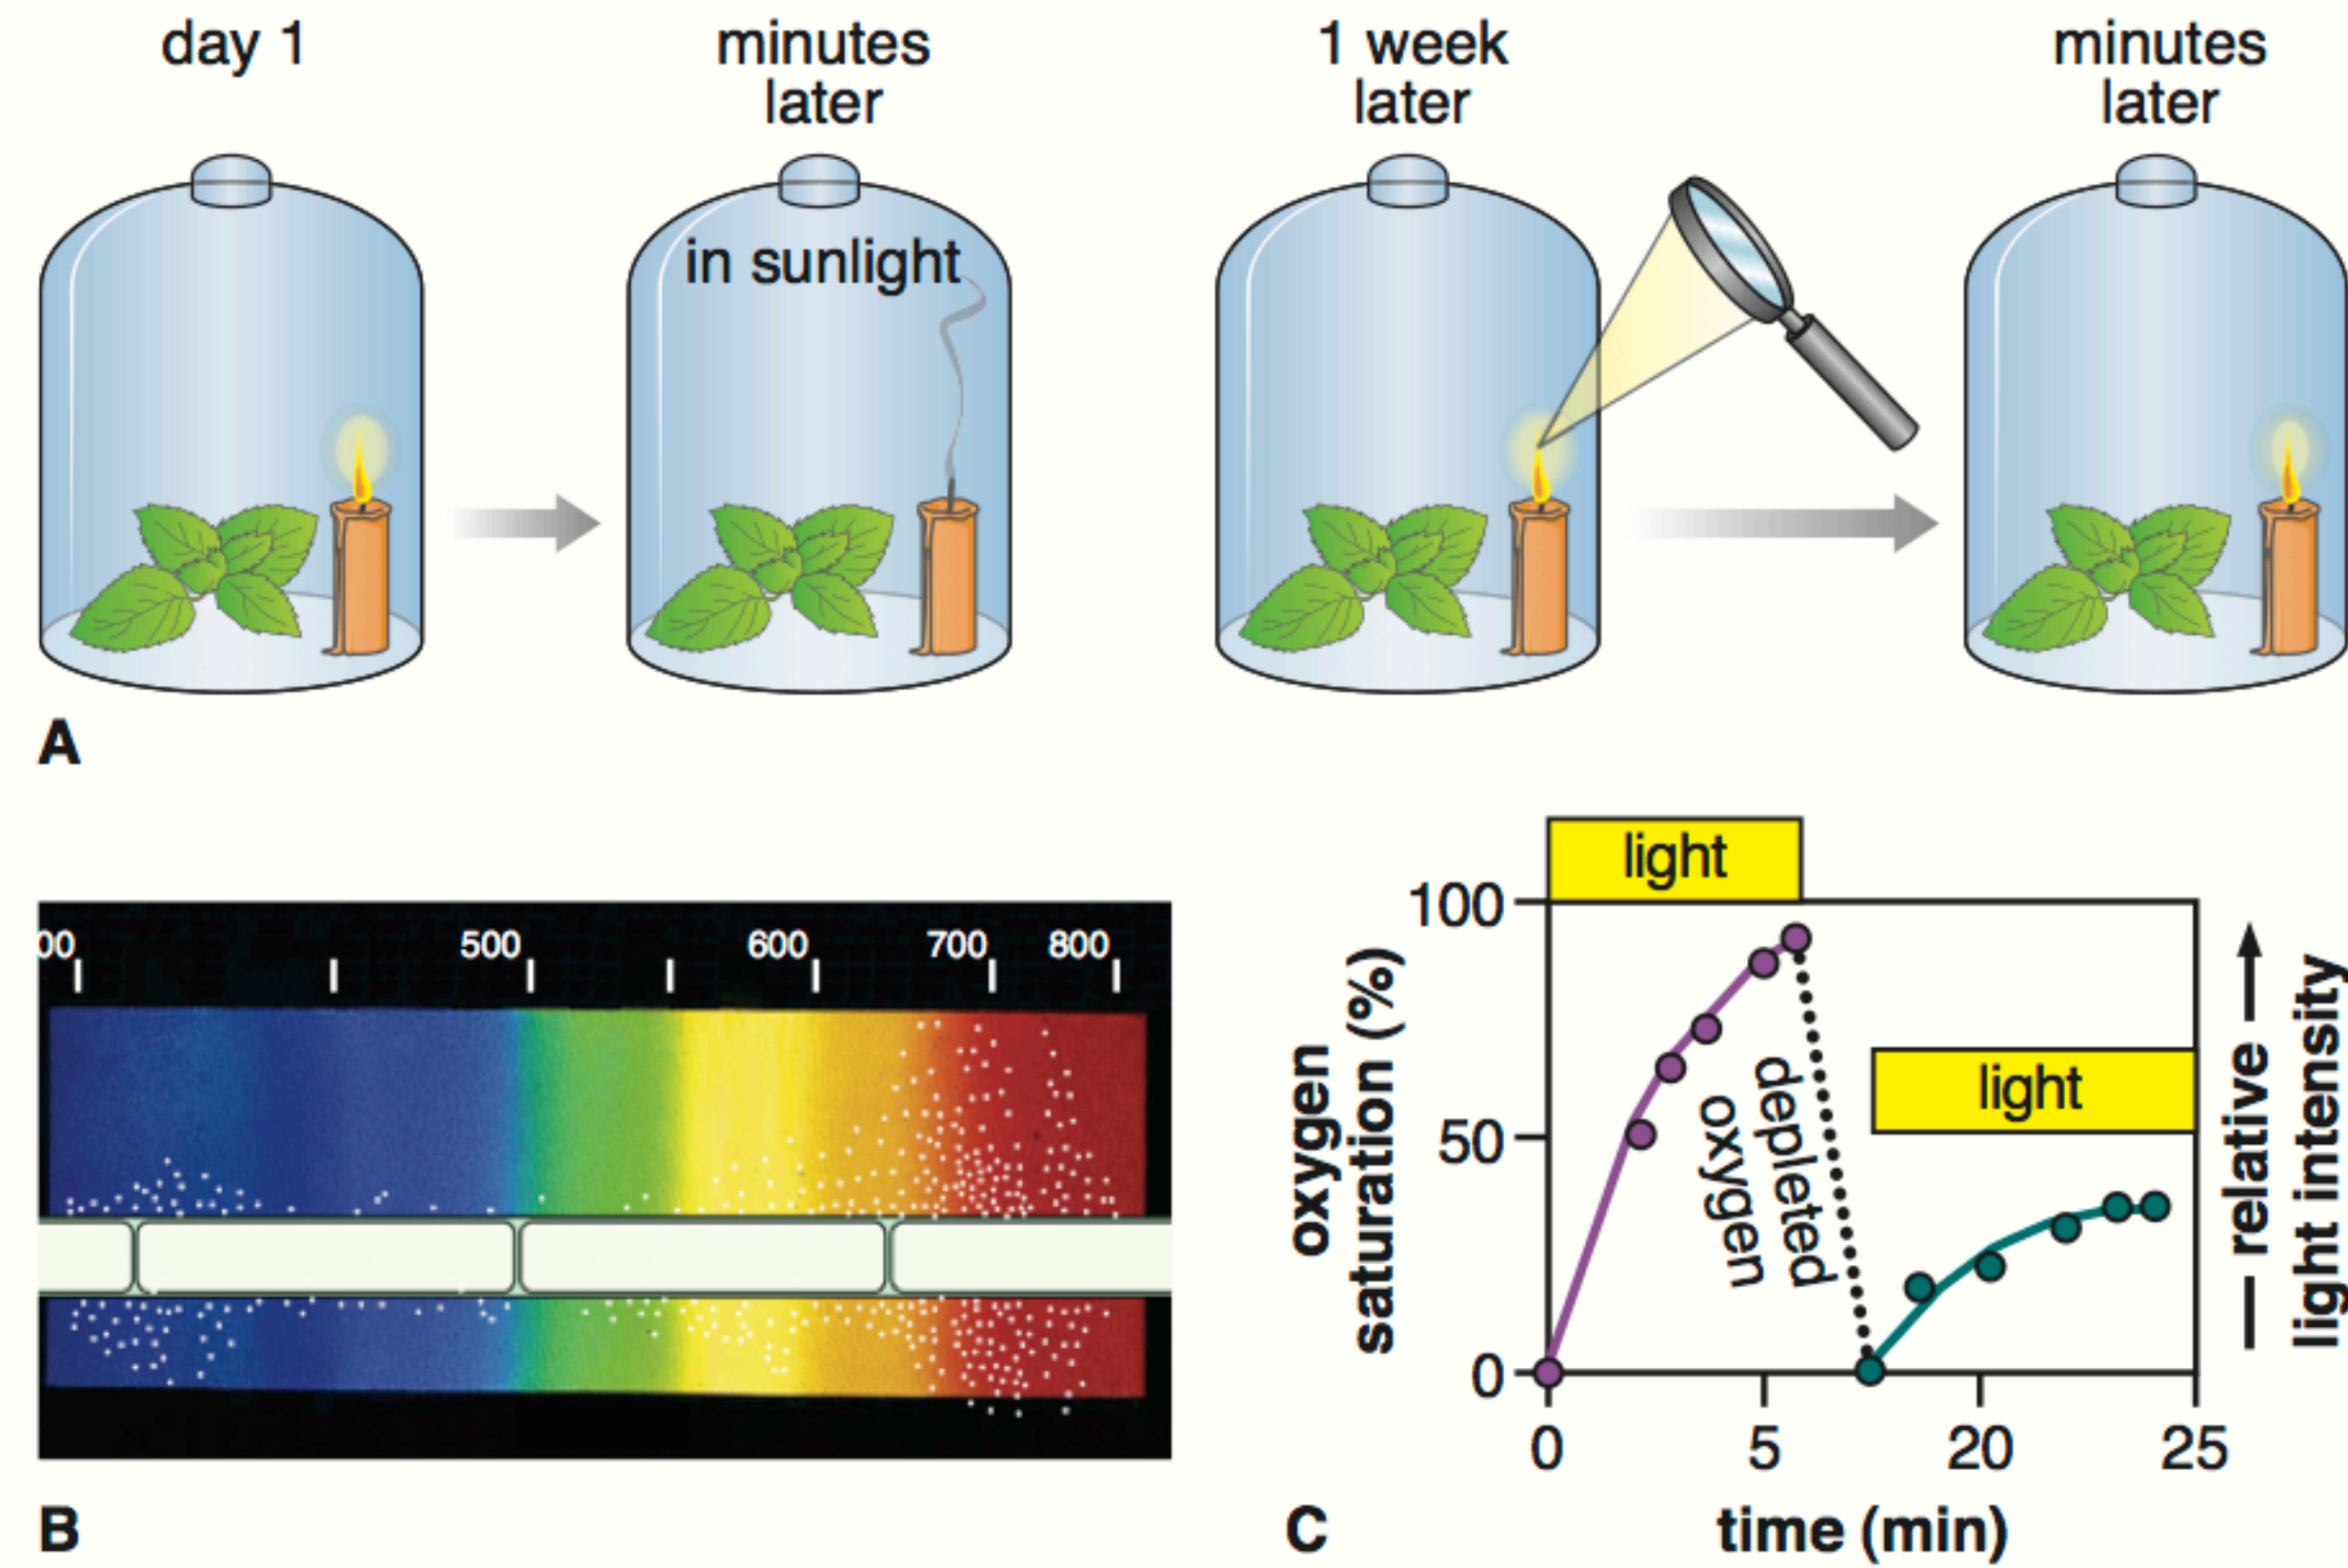 day 1
minutes
later
1 week
later
minutes
later
in sunlight
A
00
500
600
700
800
B
light
100
50
0
oxygen
saturation (%)
depleted
oxygen
light
relative
light intensity
0
5
20
25
time (min)
C